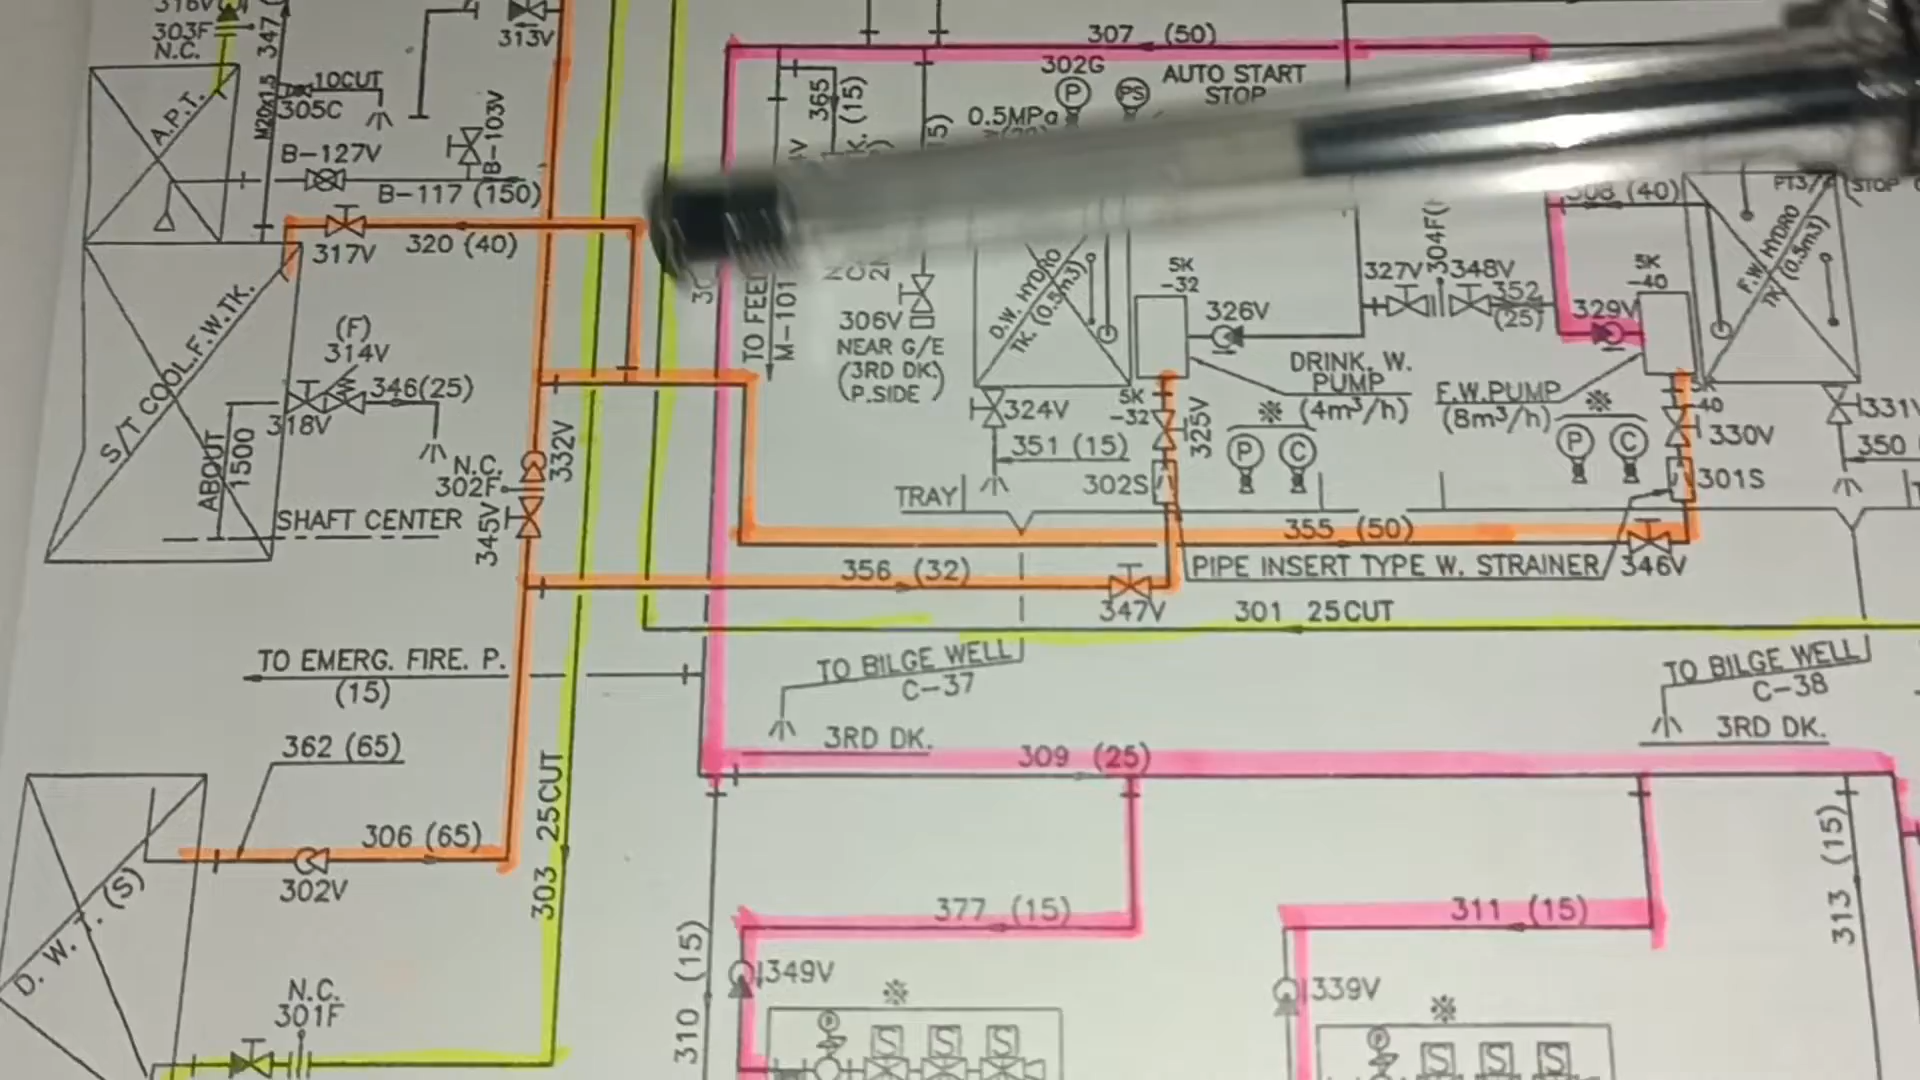 316V
303F
N.C.
347
313V
307 (50)
302G
AUTO START
STOP
P
PS
0.5MPa
10CUT
305C
M20x1.5
A.P.T.
365
(15)
B-127V
B-103V
B-117 (150)
320 (40)
317V
S/T COOL.F.W.TK.
(F)
314V
346(25)
318V
ABOUT
1500
SHAFT CENTER
N.C.
302F
332V
345V
TO FEED
M-101
306V
NEAR G/E
(3RD DK)
(P.SIDE)
D.W. HYDRO
TK. (0.5m3)
5K
-32
326V
DRINK. W.
PUMP
(4m3/h)
324V
351 (15)
5K
-32
325V
302S
TRAY
P
C
327V
304F
348V
352
(25)
308 (40)
5K
-40
329V
F.W. HYDRO
TK (0.5m3)
STOP
F.W.PUMP
(8m3/h)
P
C
5K
-40
330V
301S
331V
350
355 (50)
346V
PIPE INSERT TYPE W. STRAINER
356 (32)
347V
301 25CUT
TO EMERG. FIRE. P.
(15)
TO BILGE WELL
C-37
3RD DK.
TO BILGE WELL
C-38
3RD DK.
362 (65)
306 (65)
302V
303 25CUT
D. W. T. (S)
N.C.
301F
309 (25)
377 (15)
311 (15)
313 (15)
310 (15)
349V
339V
P
S
S
S
P
S
S
S